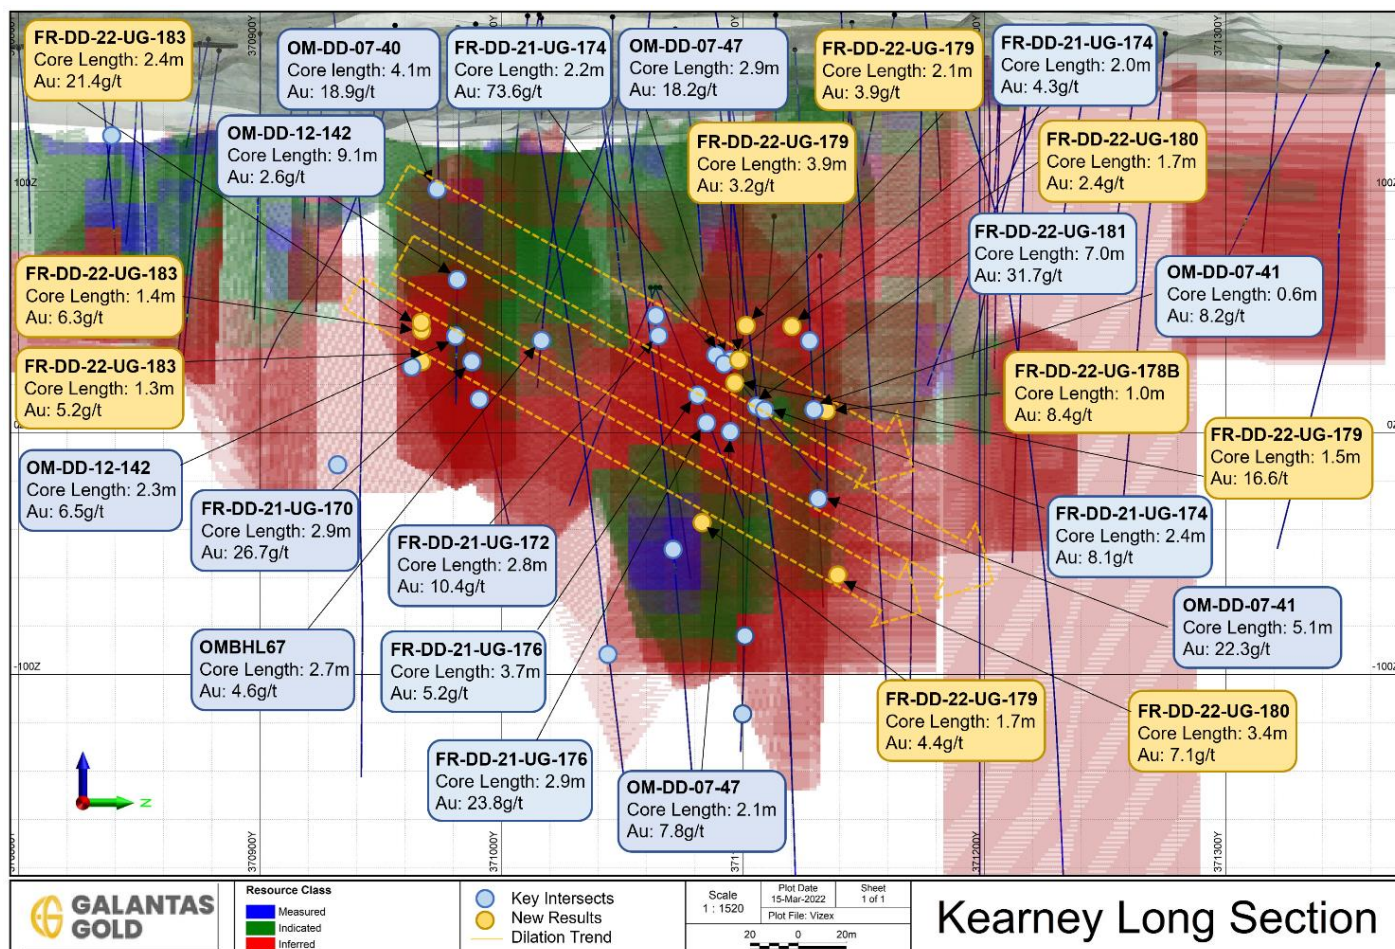 FR-DD-22-UG-183
Core Length: 2.4m
Au: 21.4g/t
OM-DD-07-40
Core length: 4.1m
Au: 18.9g/t
FR-DD-21-UG-174
Core Length: 2.2m
Au: 73.6g/t
OM-DD-07-47
Core Length: 2.9m
Au: 18.2g/t
FR-DD-22-UG-179
Core Length: 2.1m
Au: 3.9g/t
FR-DD-21-UG-174
Core Length: 2.0m
Au: 4.3g/t
370900Y
371000Y
371200Y
371300Y
OM-DD-12-142
Core Length: 9.1m
Au: 2.6g/t
FR-DD-22-UG-179
Core Length: 3.9m
Au: 3.2g/t
FR-DD-22-UG-180
Core Length: 1.7m
Au: 2.4g/t
100Z
100Z
FR-DD-22-UG-181
Core Length: 7.0m
Au: 31.7g/t
FR-DD-22-UG-183
Core Length: 1.4m
Au: 6.3g/t
OM-DD-07-41
Core Length: 0.6m
Au: 8.2g/t
FR-DD-22-UG-183
Core Length: 1.3m
Au: 5.2g/t
FR-DD-22-UG-178B
Core Length: 1.0m
Au: 8.4g/t
0Z
0Z
FR-DD-22-UG-179
Core Length: 1.5m
Au: 16.6g/t
OM-DD-12-142
Core Length: 2.3m
Au: 6.5g/t
FR-DD-21-UG-170
Core Length: 2.9m
Au: 26.7g/t
FR-DD-21-UG-172
Core Length: 2.8m
Au: 10.4g/t
FR-DD-21-UG-174
Core Length: 2.4m
Au: 8.1g/t
OM-DD-07-41
Core Length: 5.1m
Au: 22.3g/t
OMBHL67
Core Length: 2.7m
Au: 4.6g/t
FR-DD-21-UG-176
Core Length: 3.7m
Au: 5.2g/t
-100Z
-100Z
FR-DD-22-UG-179
Core Length: 1.7m
Au: 4.4g/t
FR-DD-22-UG-180
Core Length: 3.4m
Au: 7.1g/t
FR-DD-21-UG-176
Core Length: 2.9m
Au: 23.8g/t
OM-DD-07-47
Core Length: 2.1m
Au: 7.8g/t
N
370900Y
371000Y
371200Y
371300Y
GALANTAS
GOLD
Resource Class
Measured
Indicated
Inferred
Key Intersects
New Results
Dilation Trend
Scale
1 : 1520
Plot Date
15-Mar-2022
Sheet
1 of 1
Plot File: Vizex
20 0 20m
Kearney Long Section